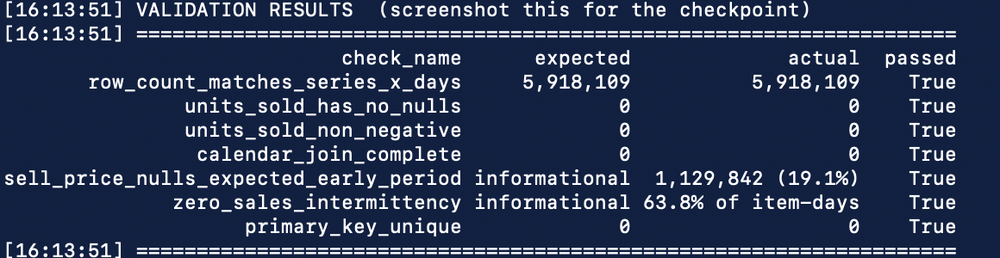 [16:13:51] VALIDATION RESULTS  (screenshot this for the checkpoint)
[16:13:51] ====================================================================
check_name expected actual passed
row_count_matches_series_x_days 5,918,109 5,918,109 True
units_sold_has_no_nulls 0 0 True
units_sold_non_negative 0 0 True
calendar_join_complete 0 0 True
sell_price_nulls_expected_early_period informational 1,129,842 (19.1%) True
zero_sales_intermittency informational 63.8% of item-days True
primary_key_unique 0 0 True
[16:13:51] ====================================================================